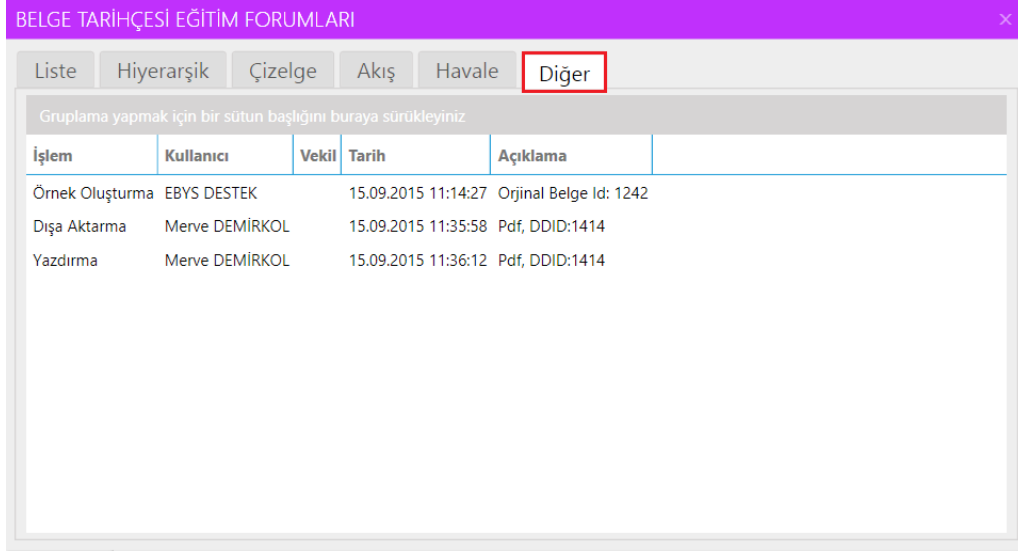 BELGE TARİHÇESİ EĞİTİM FORUMLARI
Liste Hiyerarşik Çizelge Akış Havale Diğer
Gruplama yapmak için bir sütun başlığını buraya sürükleyiniz
İşlem Kullanıcı Vekil Tarih Açıklama
Örnek Oluşturma EBYS DESTEK 15.09.2015 11:14:27 Orjinal Belge Id: 1242
Dışa Aktarma Merve DEMİRKOL 15.09.2015 11:35:58 Pdf, DDID:1414
Yazdırma Merve DEMİRKOL 15.09.2015 11:36:12 Pdf, DDID:1414